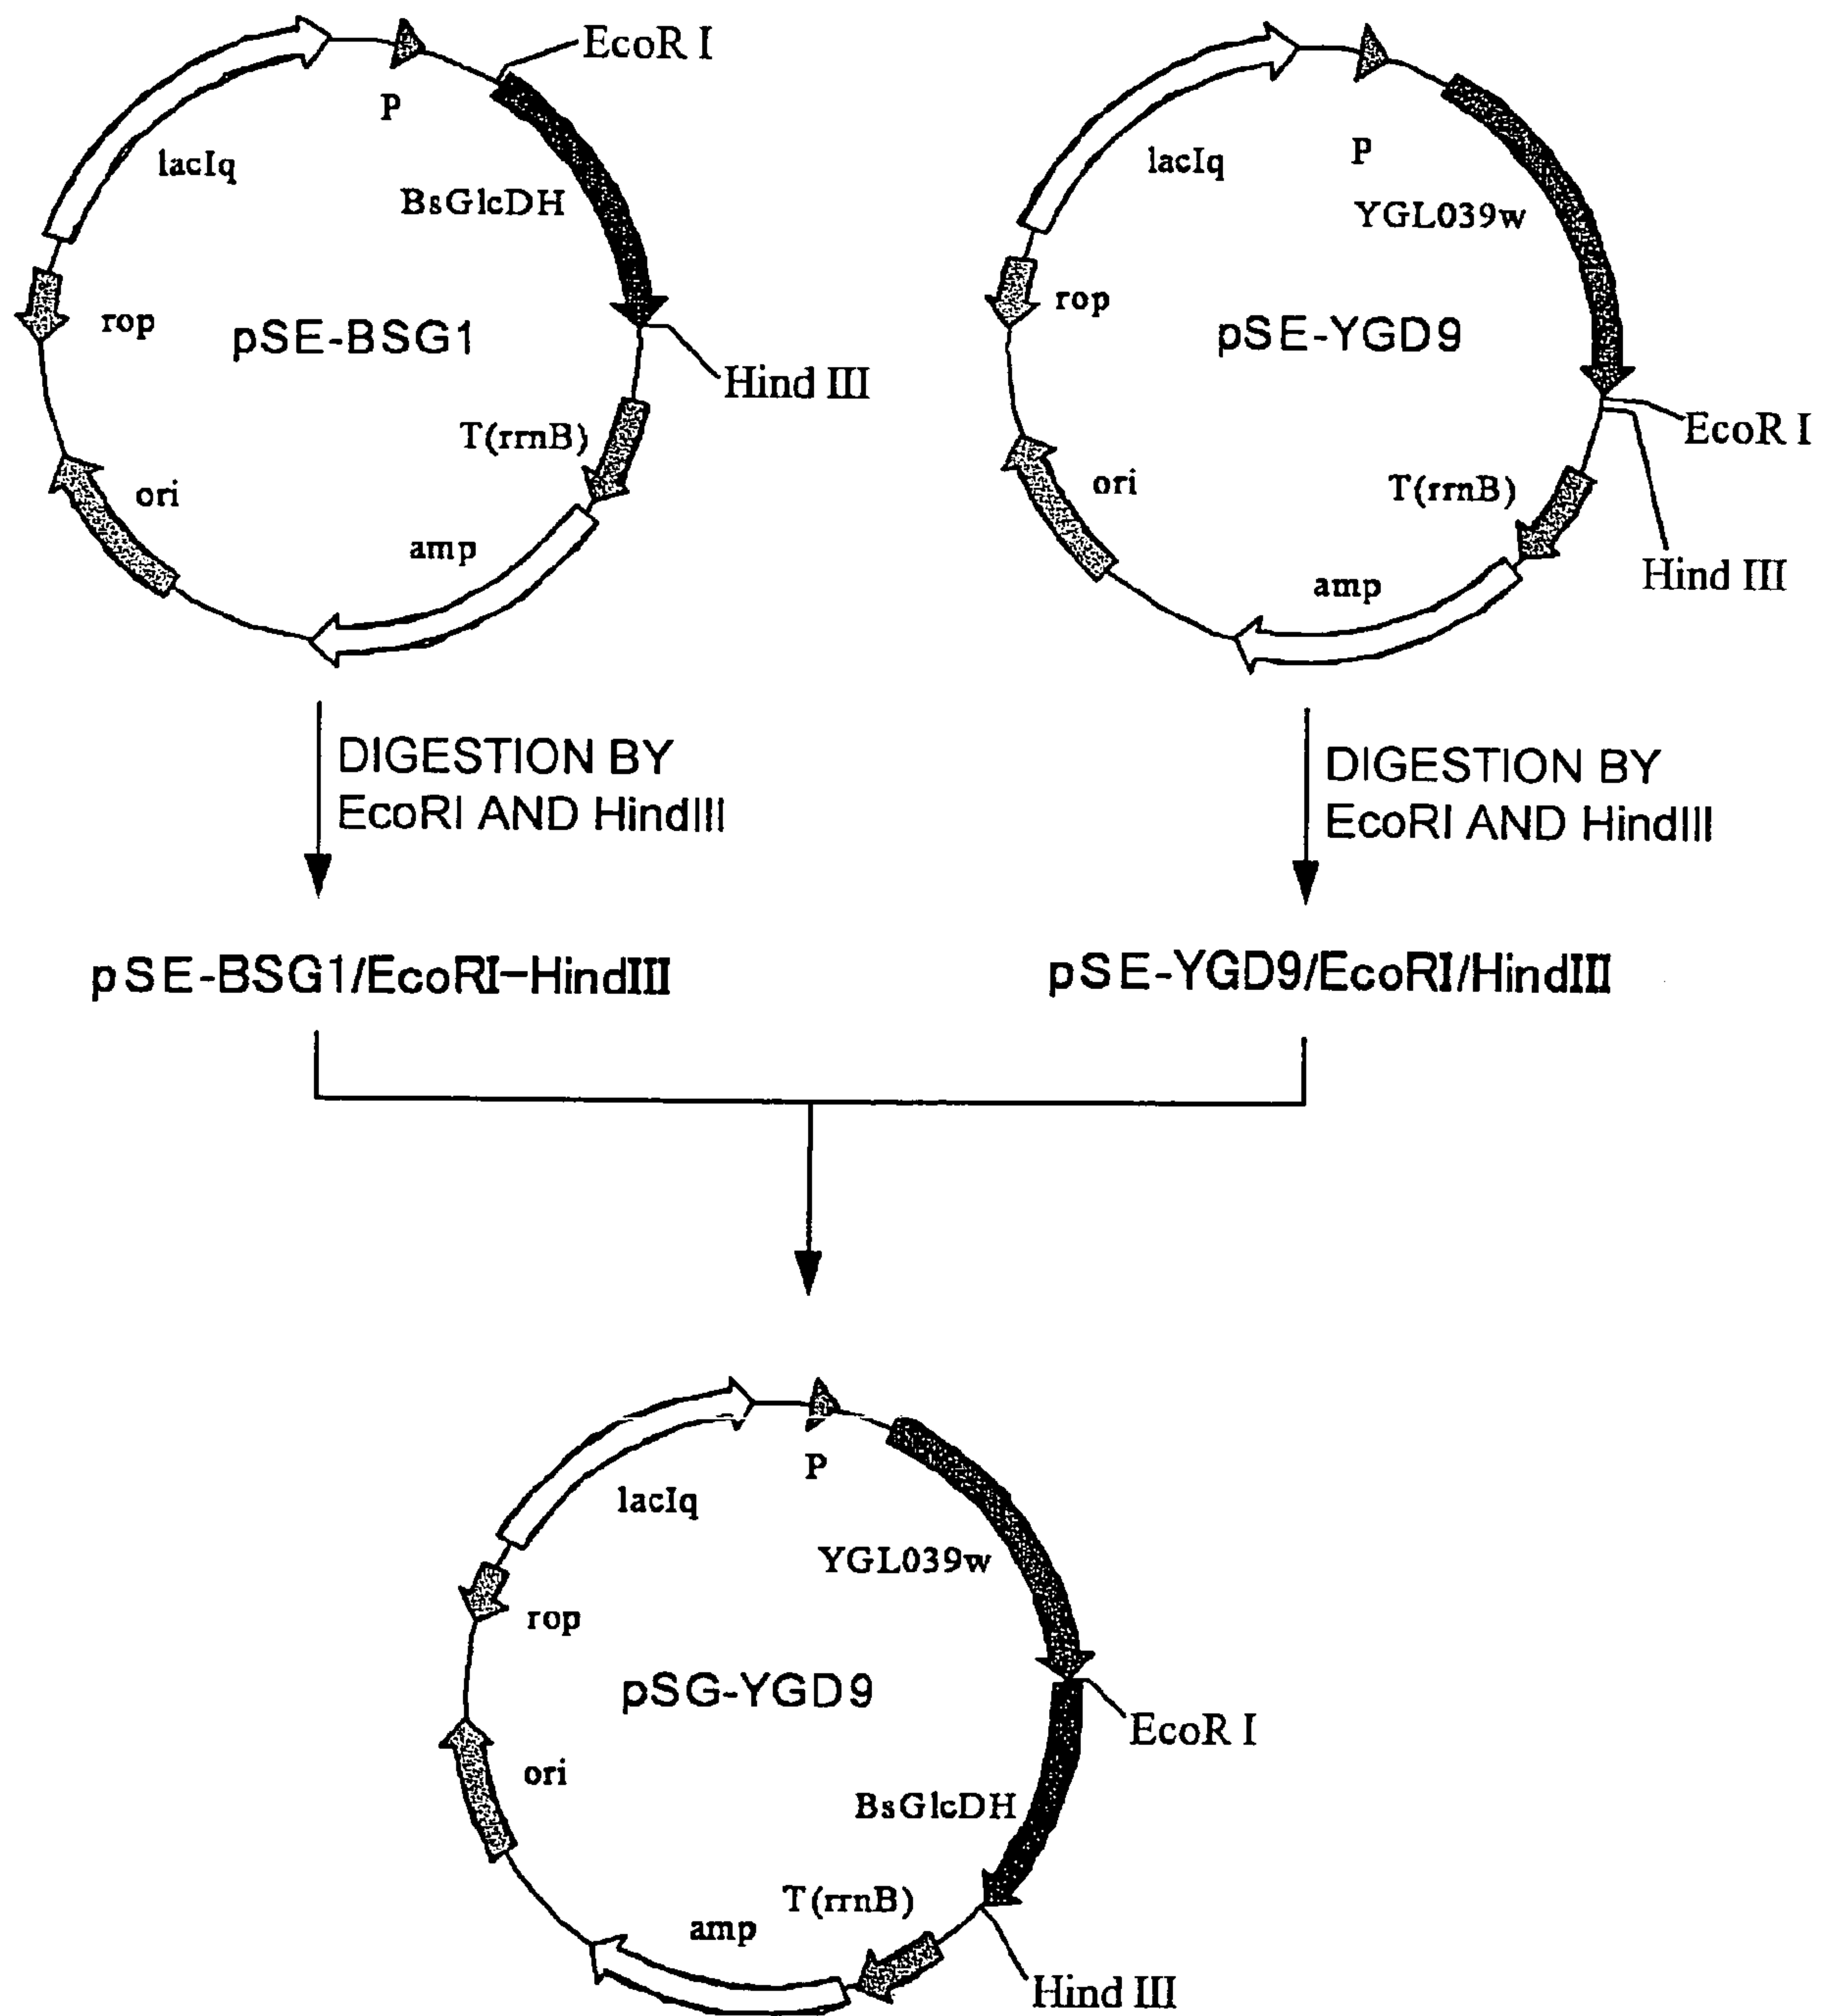 EcoR I
P
lacIq
BsGlcDH
rop
pSE-BSG1
Hind III
T(rrnB)
ori
amp
P
lacIq
YGL039w
rop
pSE-YGD9
EcoR I
T(rrnB)
ori
Hind III
amp
DIGESTION BY
EcoRI AND HindIII
DIGESTION BY
EcoRI AND HindIII
pSE-BSG1/EcoRI-HindIII
pSE-YGD9/EcoRI/HindIII
P
lacIq
YGL039w
rop
pSG-YGD9
EcoR I
ori
BsGlcDH
T(rrnB)
amp
Hind III